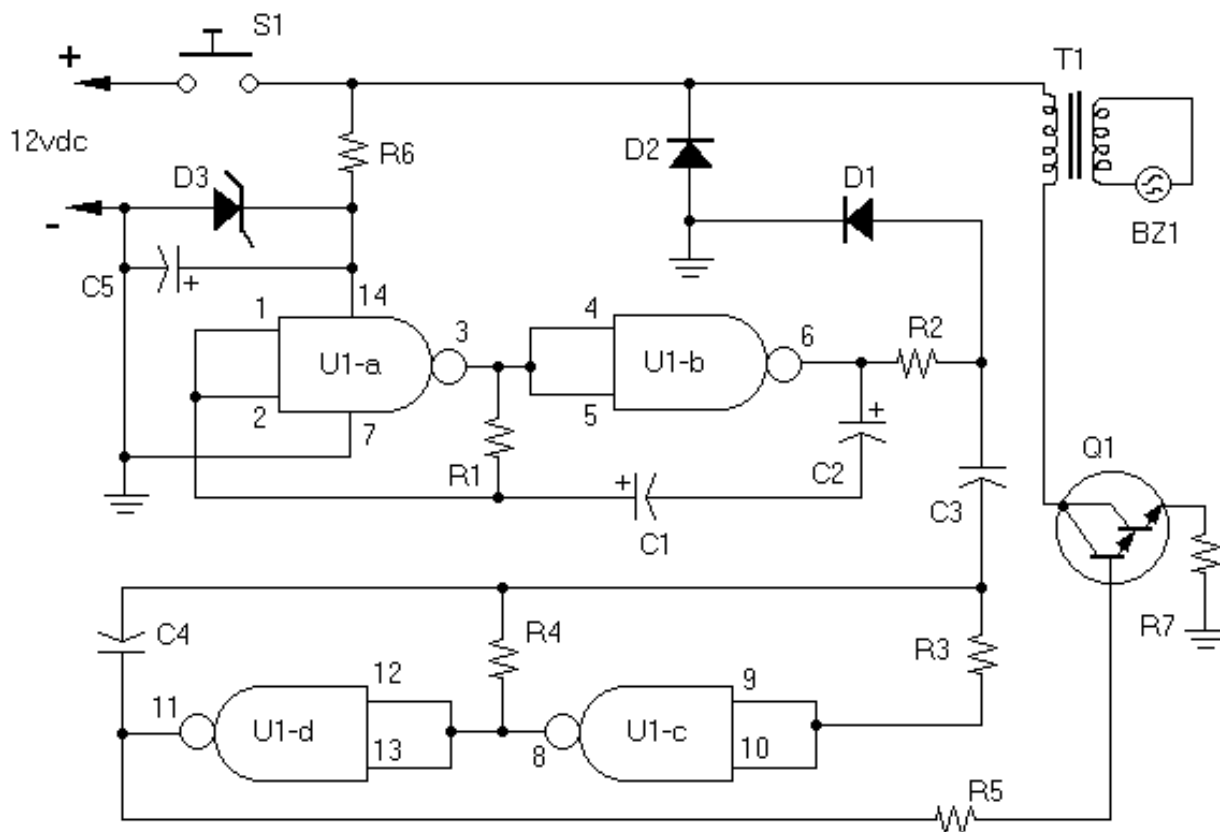 S1
+
T1
12vdc
R6
D2
D3
D1
-
BZ1
C5
+
14
1
3
4
6
R2
U1-a
U1-b
2
7
5
R1
+
C2
Q1
+
C1
C3
C4
R4
R3
R7
12
9
11
U1-d
U1-c
13
8
10
R5